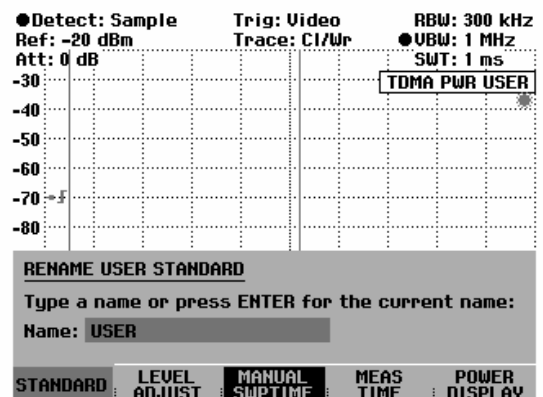 ●Detect: Sample Trig: Video RBW: 300 kHz
Ref: -20 dBm Trace: Cl/Wr ●VBW: 1 MHz
Att: 0 dB SWT: 1 ms
TDMA PWR USER
-30
-40
-50
-60
-70
-80
RENAME USER STANDARD
Type a name or press ENTER for the current name:
Name: USER
STANDARD LEVEL ADJUST MANUAL SWPTIME MEAS TIME POWER DISPLAY